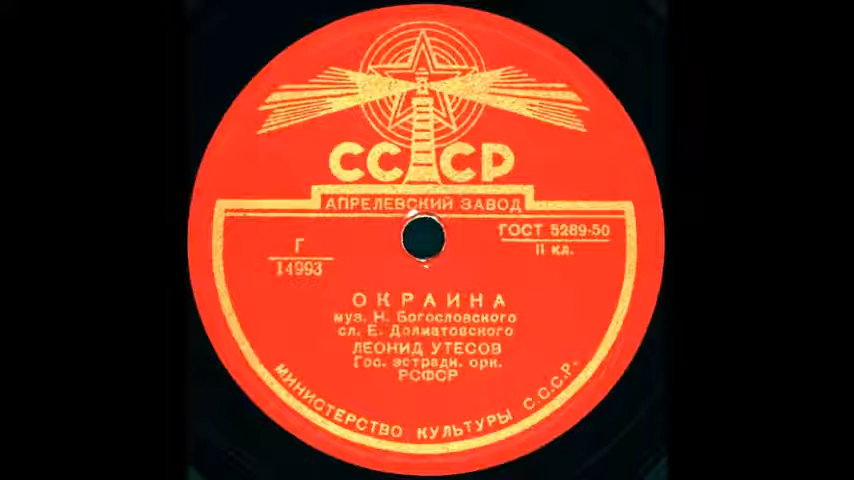 СССР
АПРЕЛЕВСКИЙ ЗАВОД
ГОСТ 5289-50
II кл.
Г
14993
ОКРАИНА
муз. Н. Богословского
сл. Е. Долматовского
ЛЕОНИД УТЕСОВ
Гос. эстрадн. орк.
РСФСР
МИНИСТЕРСТВО КУЛЬТУРЫ С.С.С.Р.